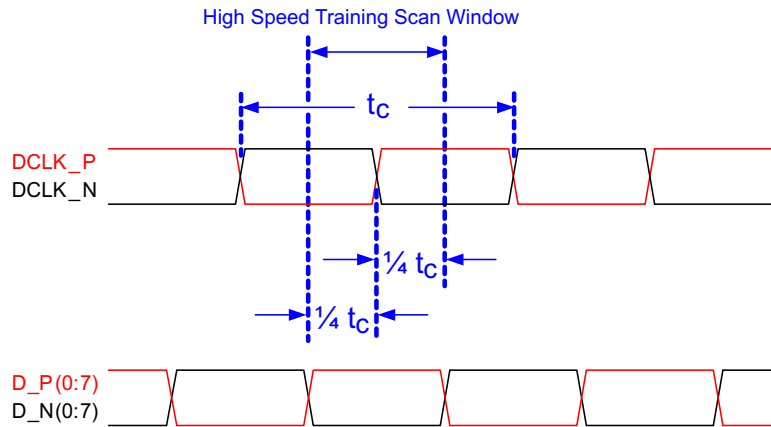 High Speed Training Scan Window
tC
DCLK_P
DCLK_N
¼ tC
¼ tC
D_P(0:7)
D_N(0:7)